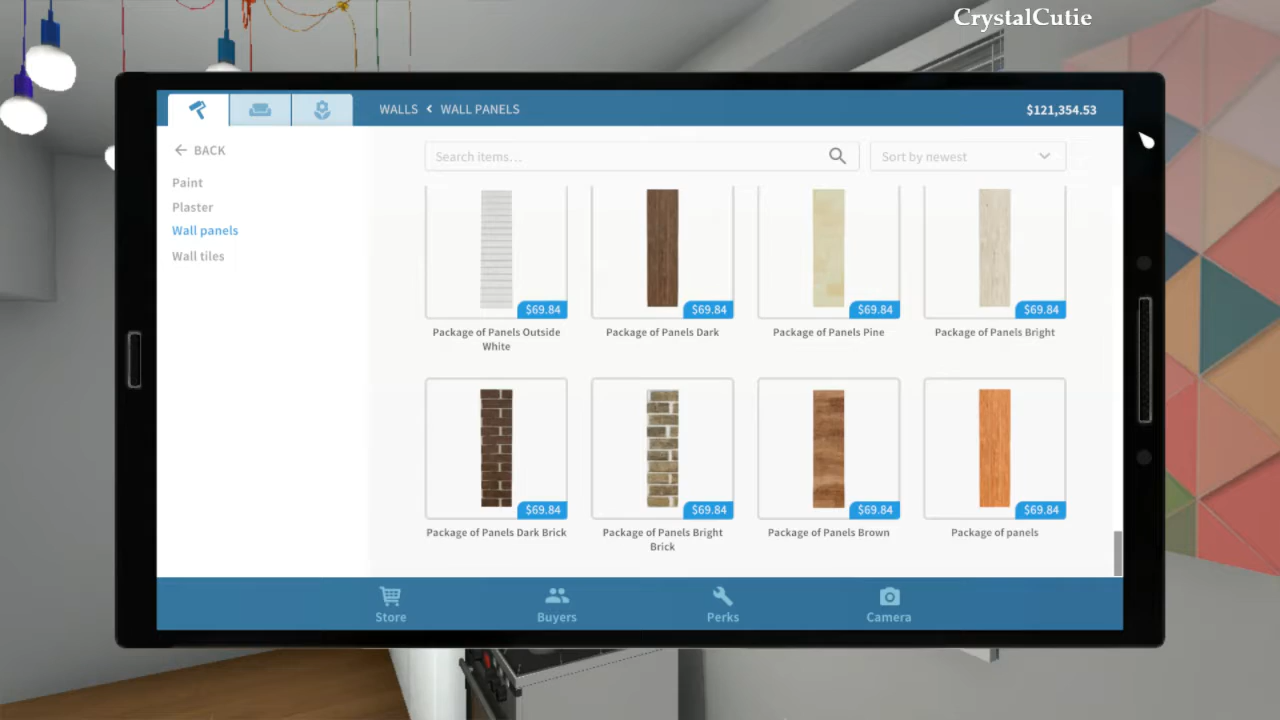 CrystalCutie
WALLS < WALL PANELS
$121,354.53
BACK
Search items...
Sort by newest
Paint
Plaster
Wall panels
Wall tiles
$69.84
$69.84
$69.84
$69.84
Package of Panels Outside
White
Package of Panels Dark
Package of Panels Pine
Package of Panels Bright
$69.84
$69.84
$69.84
$69.84
Package of Panels Dark Brick
Package of Panels Bright
Brick
Package of Panels Brown
Package of panels
Store
Buyers
Perks
Camera